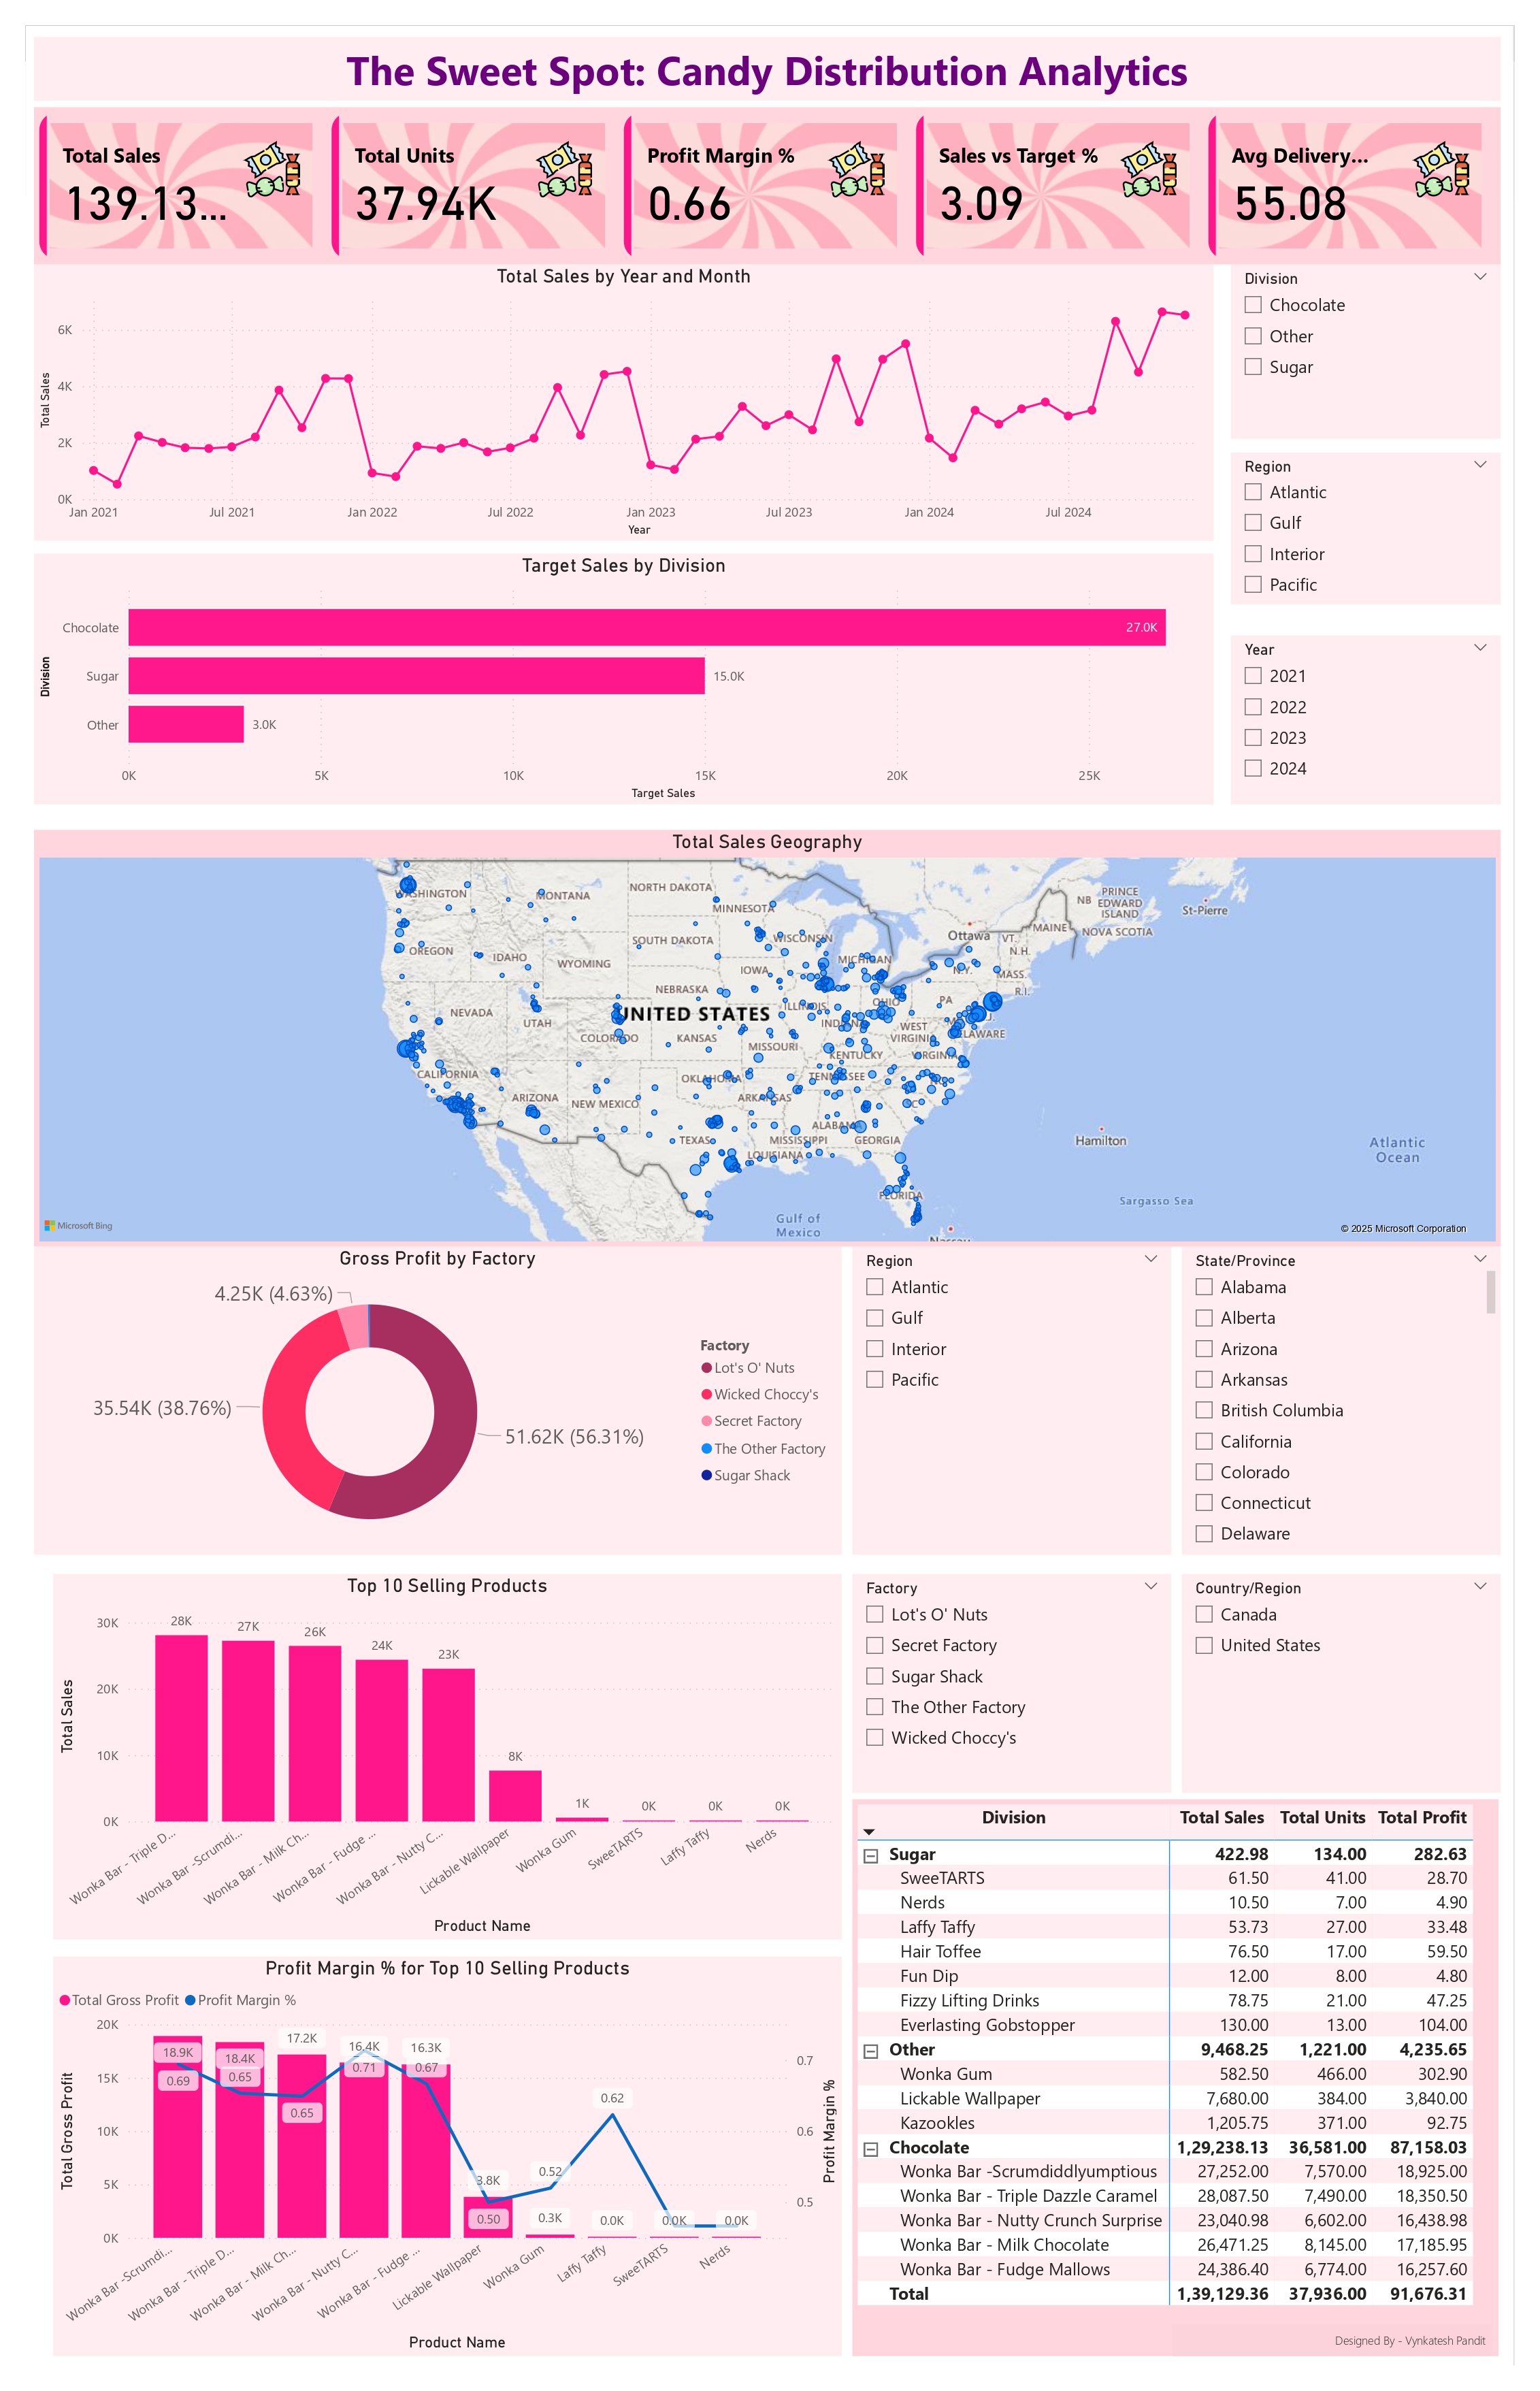 The Sweet Spot: Candy Distribution Analytics
Total Sales
139.13...
Total Units
37.94K
Profit Margin %
0.66
Sales vs Target %
3.09
Avg Delivery...
55.08
Total Sales by Year and Month
Total Sales
6K
4K
2K
0K
Jan 2021 Jul 2021 Jan 2022 Jul 2022 Jan 2023 Jul 2023 Jan 2024 Jul 2024
Year
Division
Chocolate
Other
Sugar
Region
Atlantic
Gulf
Interior
Pacific
Year
2021
2022
2023
2024
Target Sales by Division
Division
Chocolate 27.0K
Sugar 15.0K
Other 3.0K
0K 5K 10K 15K 20K 25K
Target Sales
Total Sales Geography
WASHINGTON
MONTANA
NORTH DAKOTA
MINNESOTA
OREGON
IDAHO
WYOMING
SOUTH DAKOTA
WISCONSIN
MICHIGAN
Ottawa
VT.
N.H.
MAINE
NB
PRINCE
EDWARD
ISLAND
NOVA SCOTIA
St-Pierre
N.Y.
MASS.
R.I.
IOWA
NEBRASKA
NEVADA
UTAH
COLORADO
UNITED STATES
KANSAS
MISSOURI
ILLINOIS
OHIO
PA
WEST
VIRGINIA
VIRGINIA
KENTUCKY
CALIFORNIA
ARIZONA
NEW MEXICO
OKLAHOMA
ARKANSAS
TENNESSEE
TEXAS
LOUISIANA
MISSISSIPPI
ALABAMA
GEORGIA
FLORIDA
Hamilton
Atlantic
Ocean
Sargasso Sea
Gulf of
Mexico
Microsoft Bing
© 2025 Microsoft Corporation
Gross Profit by Factory
4.25K (4.63%)
35.54K (38.76%)
51.62K (56.31%)
Factory
Lot's O' Nuts
Wicked Choccy's
Secret Factory
The Other Factory
Sugar Shack
Region
Atlantic
Gulf
Interior
Pacific
State/Province
Alabama
Alberta
Arizona
Arkansas
British Columbia
California
Colorado
Connecticut
Delaware
Top 10 Selling Products
Total Sales
30K
20K
10K
0K
28K 27K 26K 24K 23K 8K 1K 0K 0K 0K
Wonka Bar - Triple D...
Wonka Bar -Scrumdi...
Wonka Bar - Milk Ch...
Wonka Bar - Fudge ...
Wonka Bar - Nutty C...
Lickable Wallpaper
Wonka Gum
SweeTARTS
Laffy Taffy
Nerds
Product Name
Factory
Lot's O' Nuts
Secret Factory
Sugar Shack
The Other Factory
Wicked Choccy's
Country/Region
Canada
United States
Profit Margin % for Top 10 Selling Products
Total Gross Profit Profit Margin %
Total Gross Profit
20K
15K
10K
5K
0K
18.9K 18.4K 17.2K 16.4K 16.3K 3.8K 0.3K 0.0K 0.0K 0.0K
0.69 0.65 0.65 0.71 0.67 0.50 0.52 0.62
0.7
0.6
0.5
Profit Margin %
Wonka Bar -Scrumdi...
Wonka Bar - Triple D...
Wonka Bar - Milk Ch...
Wonka Bar - Nutty C...
Wonka Bar - Fudge ...
Lickable Wallpaper
Wonka Gum
Laffy Taffy
SweeTARTS
Nerds
Product Name
Division Total Sales Total Units Total Profit
Sugar 422.98 134.00 282.63
SweeTARTS 61.50 41.00 28.70
Nerds 10.50 7.00 4.90
Laffy Taffy 53.73 27.00 33.48
Hair Toffee 76.50 17.00 59.50
Fun Dip 12.00 8.00 4.80
Fizzy Lifting Drinks 78.75 21.00 47.25
Everlasting Gobstopper 130.00 13.00 104.00
Other 9,468.25 1,221.00 4,235.65
Wonka Gum 582.50 466.00 302.90
Lickable Wallpaper 7,680.00 384.00 3,840.00
Kazookles 1,205.75 371.00 92.75
Chocolate 1,29,238.13 36,581.00 87,158.03
Wonka Bar -Scrumdiddlyumptious 27,252.00 7,570.00 18,925.00
Wonka Bar - Triple Dazzle Caramel 28,087.50 7,490.00 18,350.50
Wonka Bar - Nutty Crunch Surprise 23,040.98 6,602.00 16,438.98
Wonka Bar - Milk Chocolate 26,471.25 8,145.00 17,185.95
Wonka Bar - Fudge Mallows 24,386.40 6,774.00 16,257.60
Total 1,39,129.36 37,936.00 91,676.31
Designed By - Vynkatesh Pandit